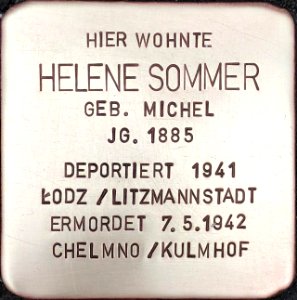 HIER WOHNTE
HELENE SOMMER
GEB. MICHEL
JG. 1885
DEPORTIERT 1941
ŁODZ / LITZMANNSTADT
ERMORDET 7.5.1942
CHELMNO / KULMHOF